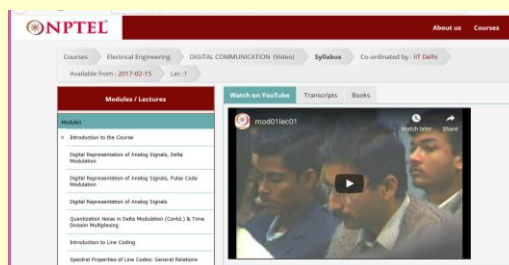 NPTEL
About us Courses
Courses Electrical Engineering DIGITAL COMMUNICATION (Video) Syllabus Co-ordinated by : IIT Delhi
Available from : 2017-02-15 Lec :1
Modules / Lectures
Watch on YouTube Transcripts Books
Modules
Introduction to the Course
Digital Representation of Analog Signals, Delta
Modulation
Digital Representation of Analog Signals, Pulse Code
Modulation
Digital Representation of Analog Signals
Quantization Noise in Delta Modulation (Contd.) & Time
Division Multiplexing
Introduction to Line Coding
Spectral Properties of Line Codes: General Relations
mod01lec01
Watch later Share